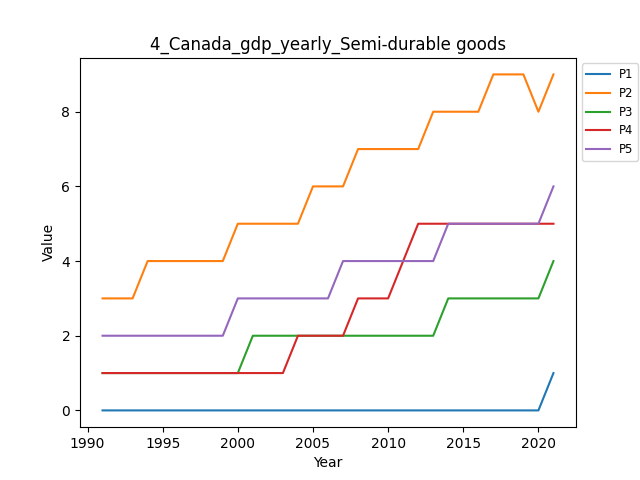 4_Canada_gdp_yearly_Semi-durable goods
P1
P2
P3
P4
P5
Value
8
6
4
2
0
1990 1995 2000 2005 2010 2015 2020
Year